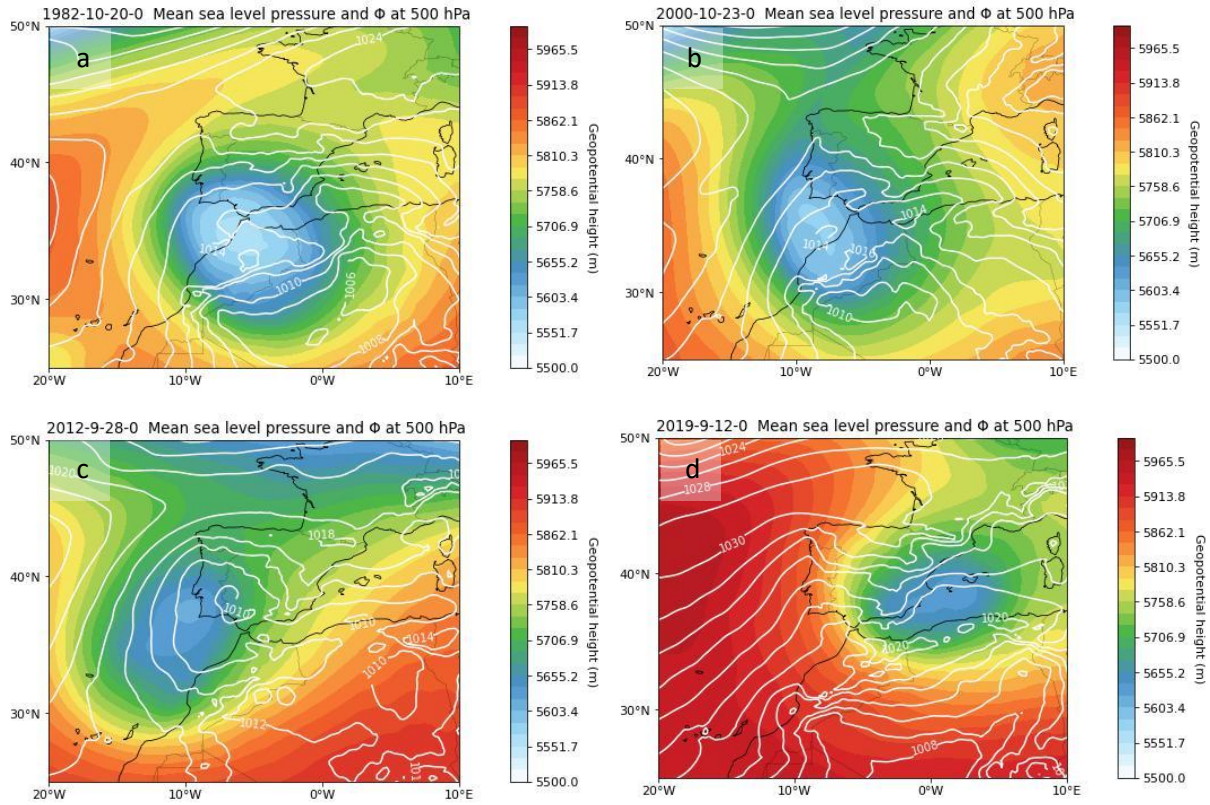 1982-10-20-0 Mean sea level pressure and Φ at 500 hPa
a
1024
1014
1010
1006
1008
50°N
40°N
30°N
20°W 10°W 0°W 10°E
5965.5
5913.8
5862.1
5810.3
5758.6
5706.9
5655.2
5603.4
5551.7
5500.0
Geopotential height (m)
2000-10-23-0 Mean sea level pressure and Φ at 500 hPa
b
1014
1014
1016
1010
50°N
40°N
30°N
20°W 10°W 0°W 10°E
5965.5
5913.8
5862.1
5810.3
5758.6
5706.9
5655.2
5603.4
5551.7
5500.0
Geopotential height (m)
2012-9-28-0 Mean sea level pressure and Φ at 500 hPa
c
1020
1018
1010
1010
1014
1010
1012
50°N
40°N
30°N
20°W 10°W 0°W 10°E
5965.5
5913.8
5862.1
5810.3
5758.6
5706.9
5655.2
5603.4
5551.7
5500.0
Geopotential height (m)
2019-9-12-0 Mean sea level pressure and Φ at 500 hPa
d
1024
1028
1030
1020
1020
1008
50°N
40°N
30°N
20°W 10°W 0°W 10°E
5965.5
5913.8
5862.1
5810.3
5758.6
5706.9
5655.2
5603.4
5551.7
5500.0
Geopotential height (m)